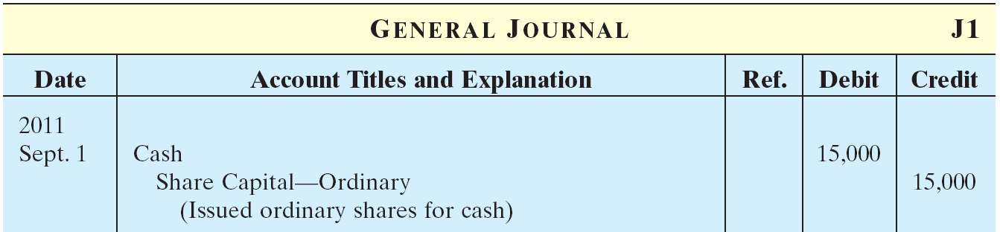 GENERAL JOURNAL J1
Date Account Titles and Explanation Ref. Debit Credit
2011
Sept. 1 Cash 15,000
Share Capital—Ordinary 15,000
(Issued ordinary shares for cash)